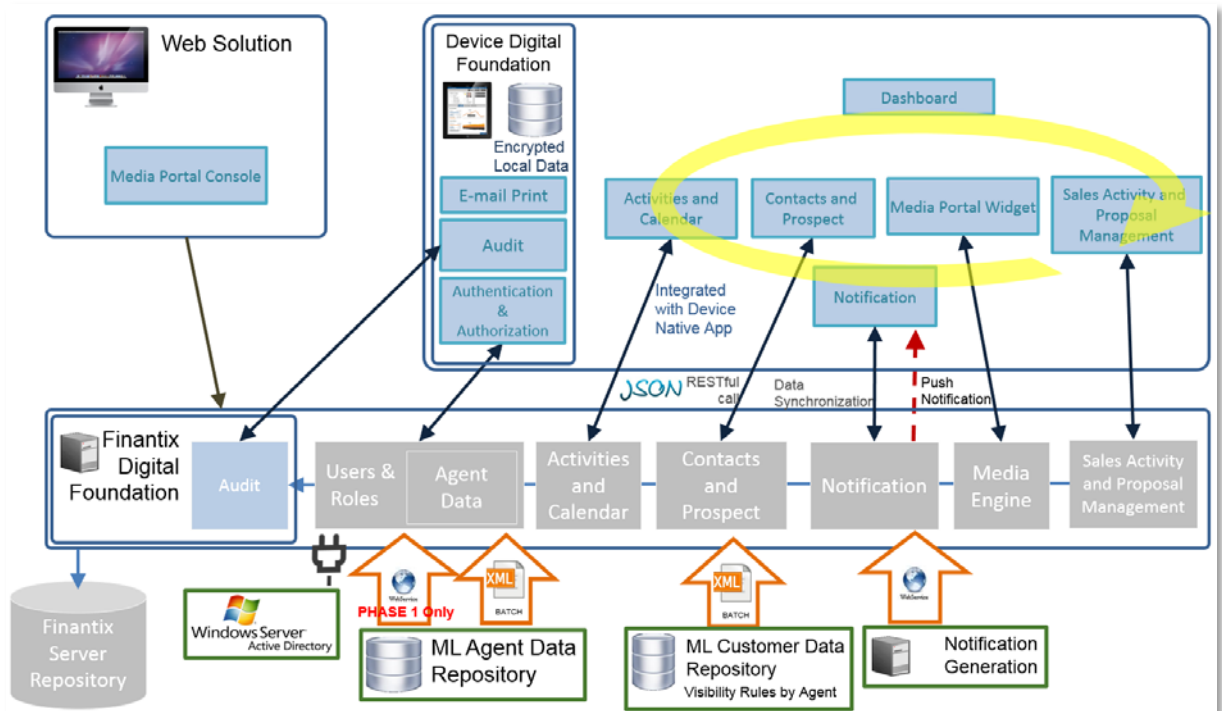 Web Solution
Media Portal Console
Device Digital
Foundation
Encrypted
Local Data
E-mail Print
Audit
Authentication
&
Authorization
Dashboard
Activities and
Calendar
Contacts and
Prospect
Media Portal Widget
Sales Activity and
Proposal
Management
Notification
Integrated
with Device
Native App
JSON
RESTful
call
Data
Synchronization
Push
Notification
Finantix
Digital
Foundation
Audit
Users &
Roles
Agent
Data
Activities
and
Calendar
Contacts
and
Prospect
Notification
Media
Engine
Sales Activity
and Proposal
Management
Finantix
Server
Repository
Windows Server
Active Directory
WebService
PHASE 1 Only
XML
BATCH
ML Agent Data
Repository
XML
BATCH
ML Customer Data
Repository
Visibility Rules by Agent
WebService
Notification
Generation